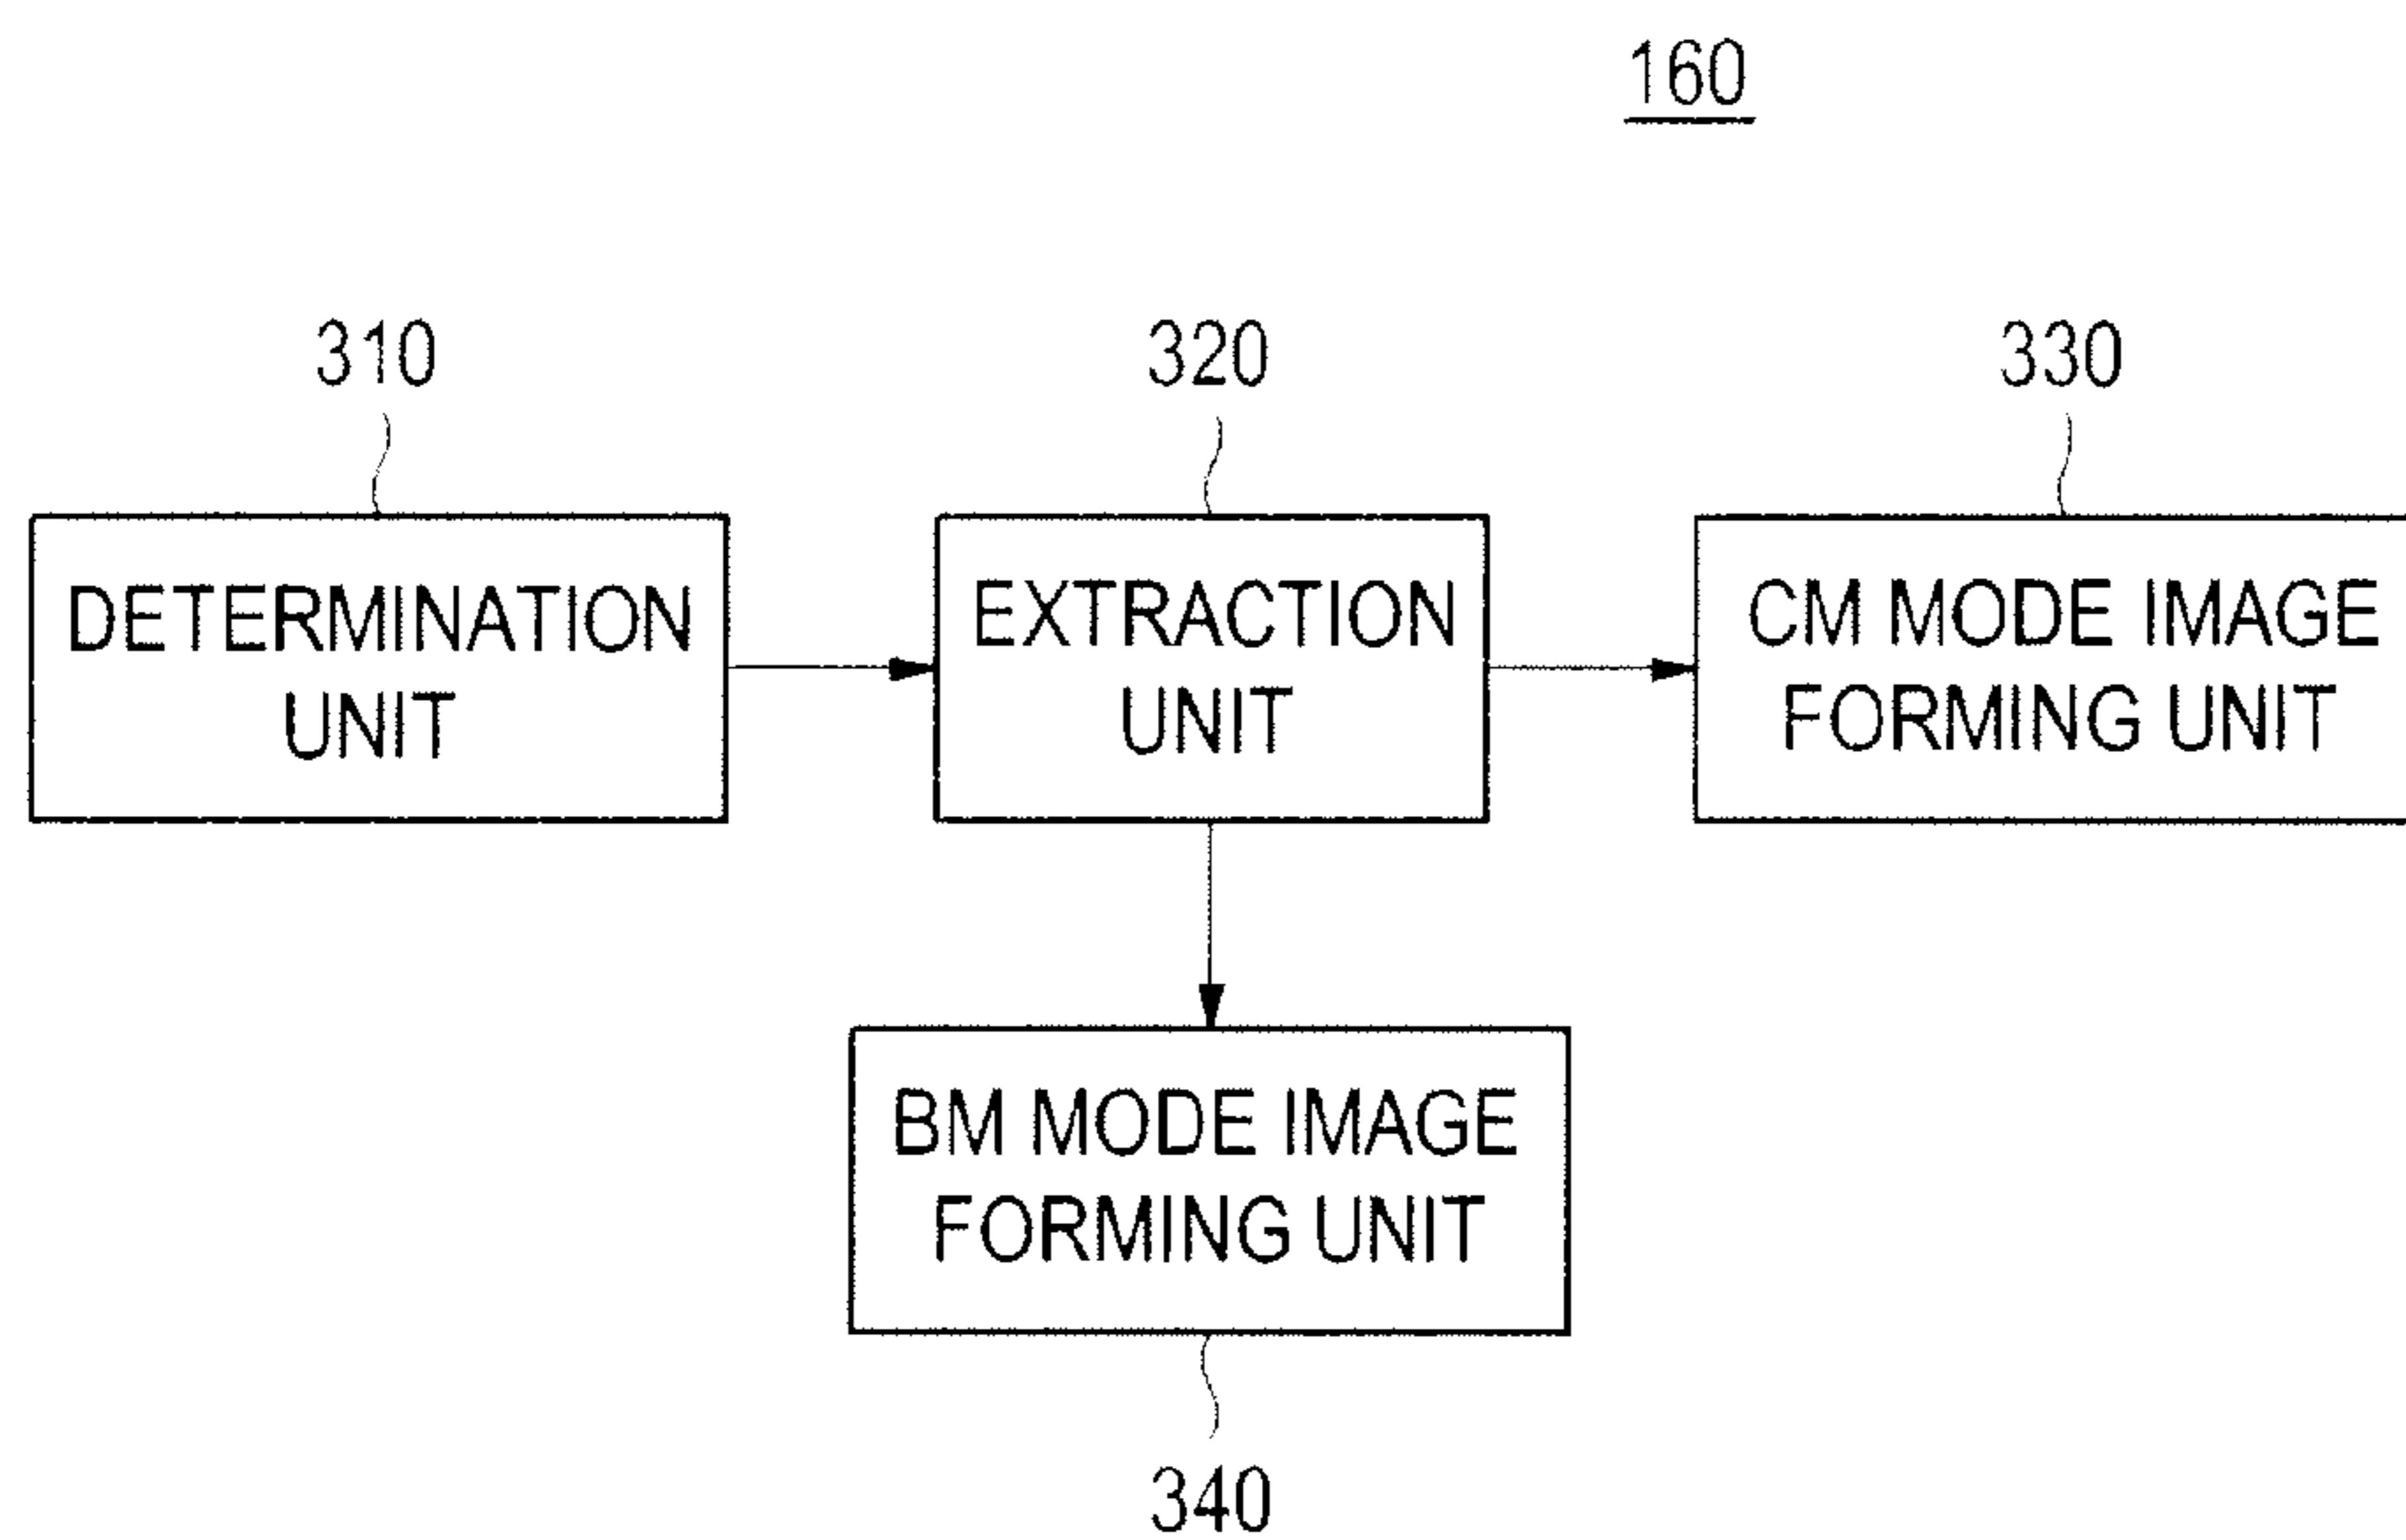 160
310
320
330
DETERMINATION
UNIT
EXTRACTION
UNIT
CM MODE IMAGE
FORMING UNIT
BM MODE IMAGE
FORMING UNIT
340